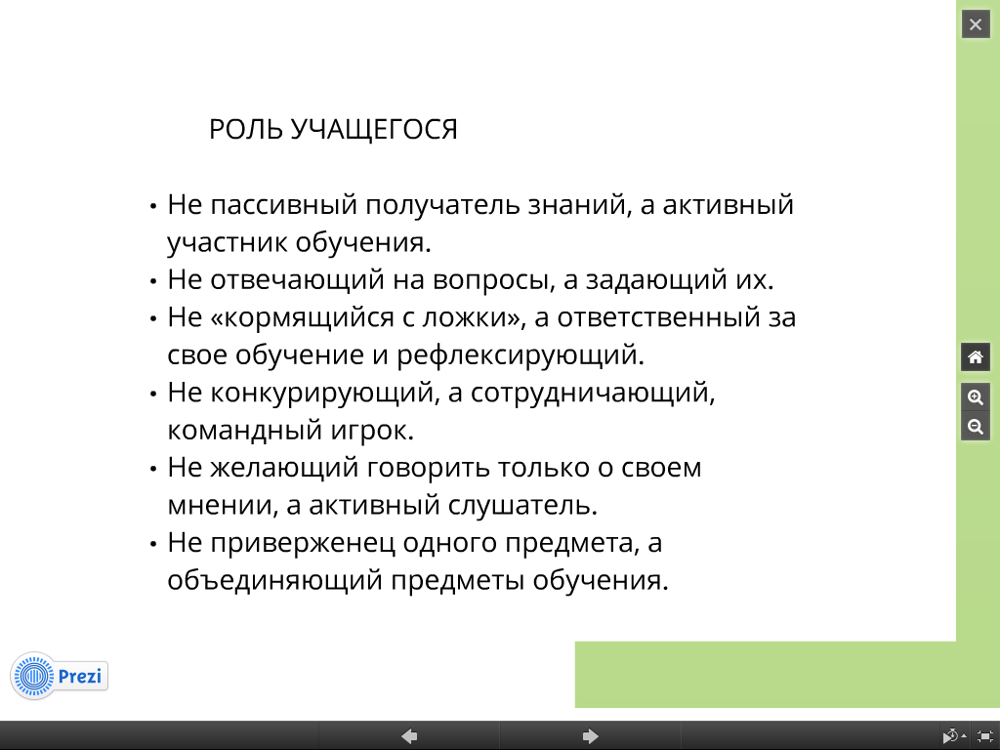 РОЛЬ УЧАЩЕГОСЯ
• Не пассивный получатель знаний, а активный
участник обучения.
• Не отвечающий на вопросы, а задающий их.
• Не «кормящийся с ложки», а ответственный за
свое обучение и рефлексирующий.
• Не конкурирующий, а сотрудничающий,
командный игрок.
• Не желающий говорить только о своем
мнении, а активный слушатель.
• Не приверженец одного предмета, а
объединяющий предметы обучения.
Prezi